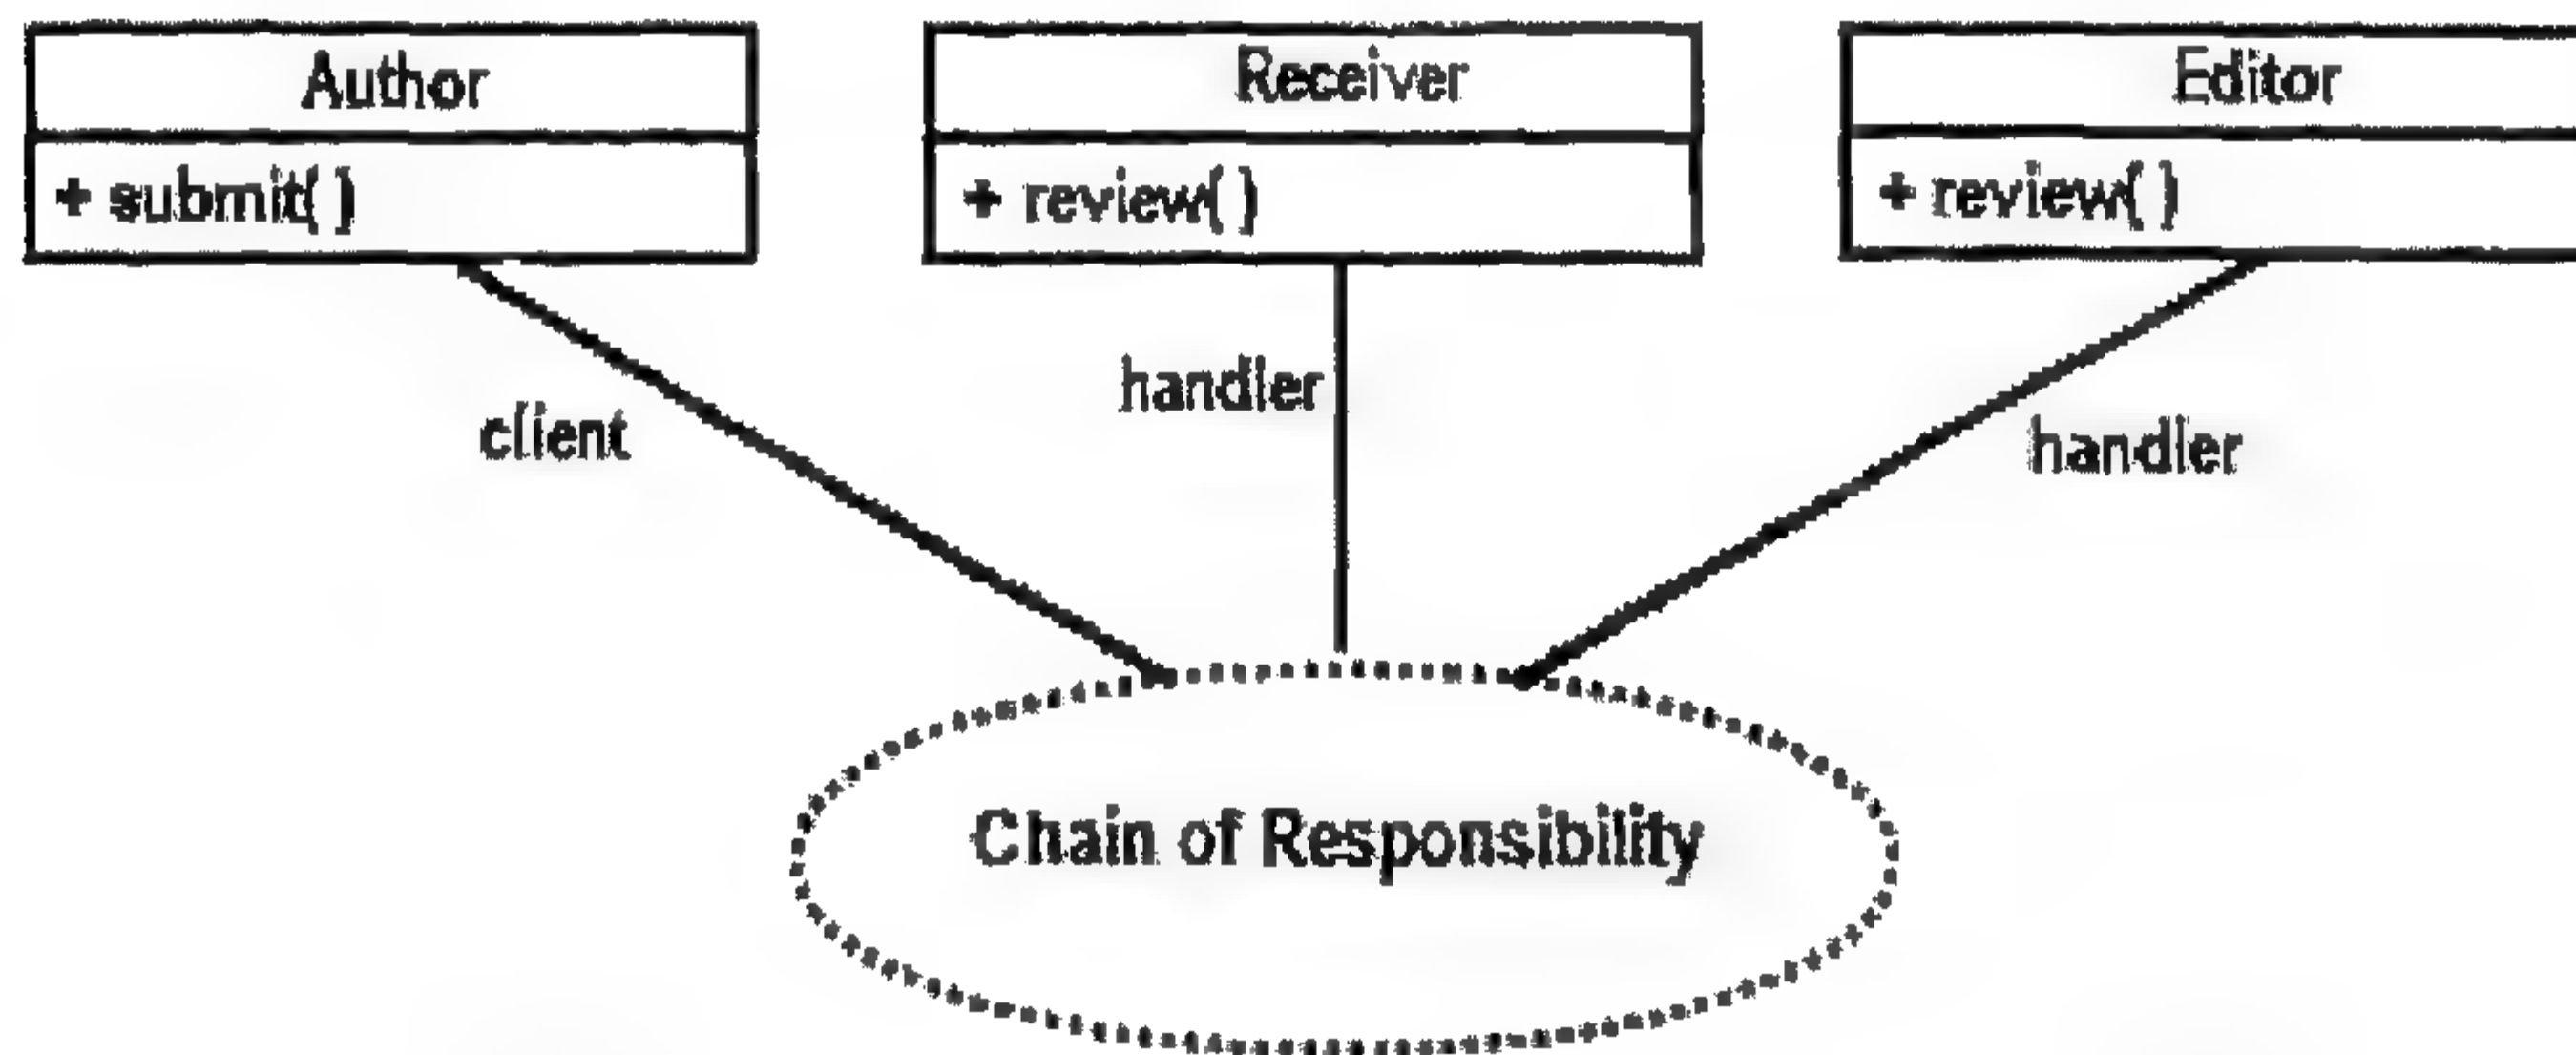 Author
Receiver
Editor
+ submit( )
+ review( )
+ review( )
handler
client
handler
Chain of Responsibility